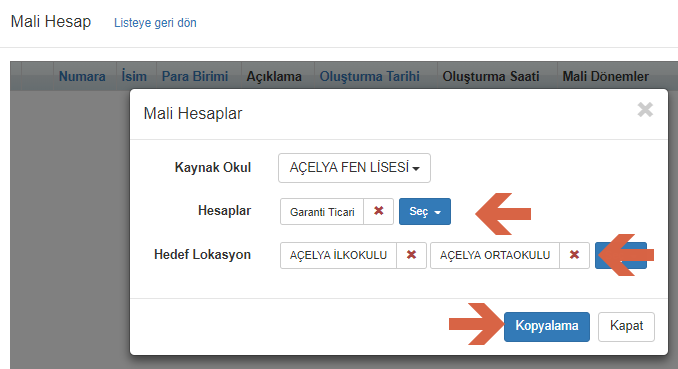 Mali Hesap Listeye geri dön
Numara İsim Para Birimi Açıklama Oluşturma Tarihi Oluşturma Saati Mali Dönemler
Mali Hesaplar
Kaynak Okul AÇELYA FEN LİSESİ
Hesaplar Garanti Ticari Seç
Hedef Lokasyon AÇELYA İLKOKULU AÇELYA ORTAOKULU
Kopyalama Kapat